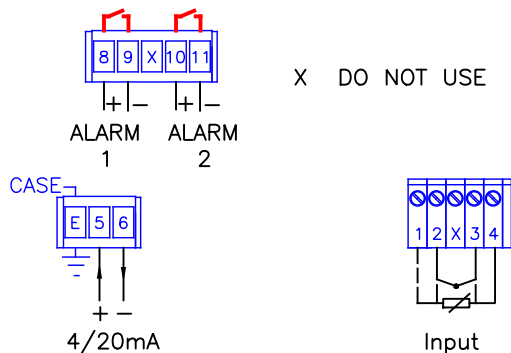 8 9 X 10 11
X DO NOT USE
+ − + −
ALARM 1
ALARM 2
CASE
E 5 6
+ −
4/20mA
1 2 X 3 4
Input